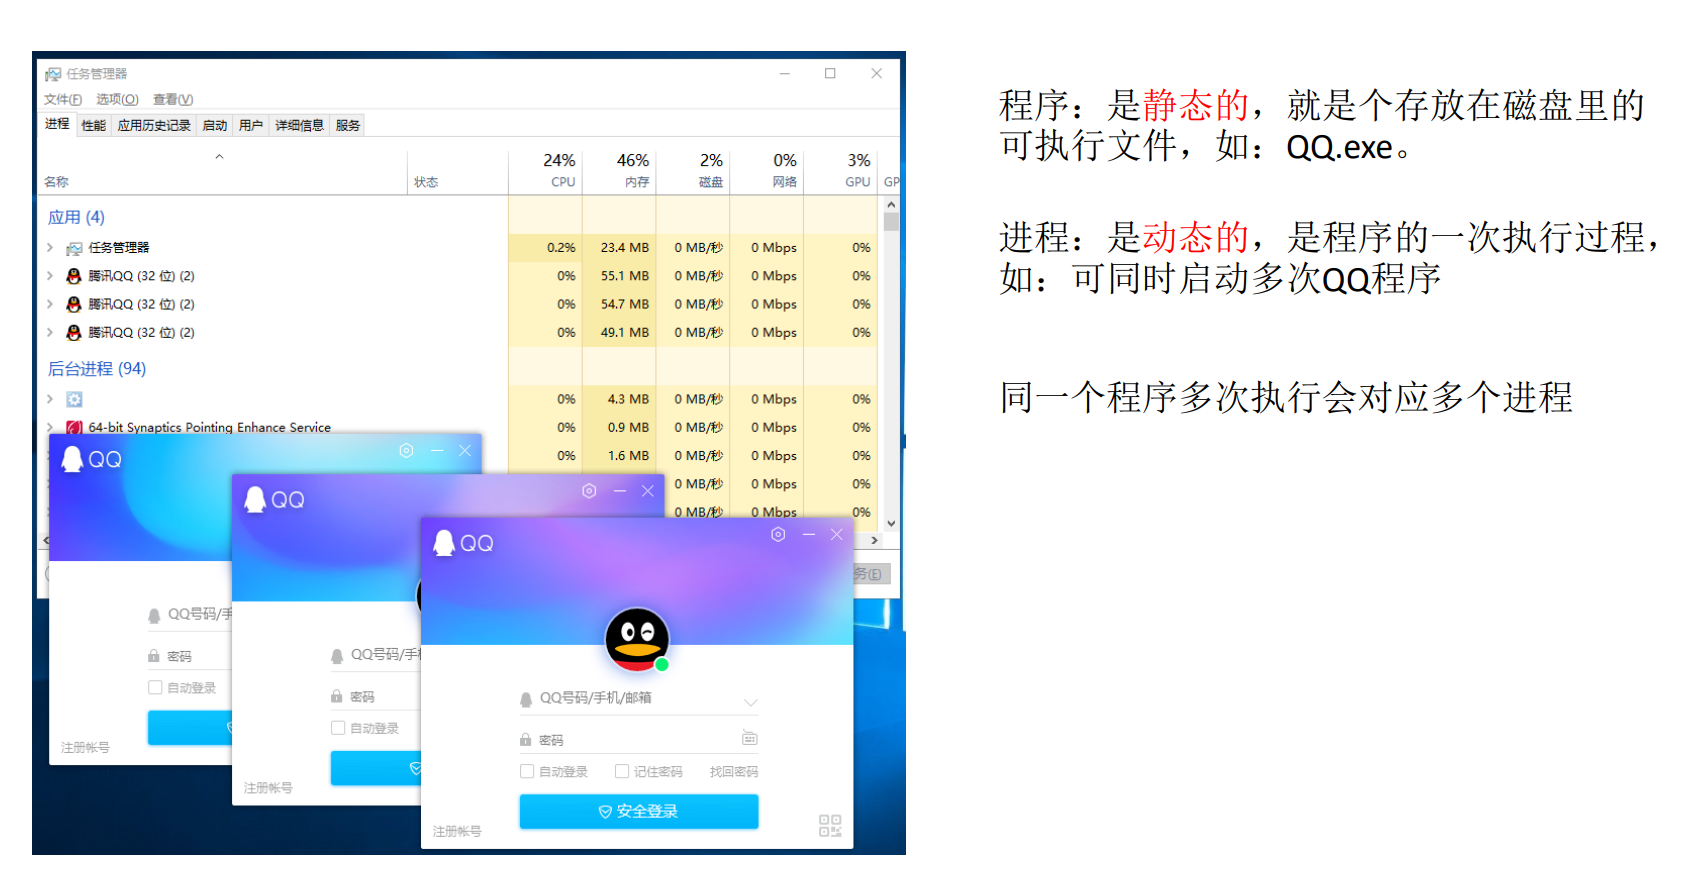 任务管理器
文件(F) 选项(O) 查看(V)
进程 性能 应用历史记录 启动 用户 详细信息 服务
24% 46% 2% 0% 3%
名称 状态 CPU 内存 磁盘 网络 GPU GP
应用 (4)
任务管理器 0.2% 23.4 MB 0 MB/秒 0 Mbps 0%
腾讯QQ (32 位) (2) 0% 55.1 MB 0 MB/秒 0 Mbps 0%
腾讯QQ (32 位) (2) 0% 54.7 MB 0 MB/秒 0 Mbps 0%
腾讯QQ (32 位) (2) 0% 49.1 MB 0 MB/秒 0 Mbps 0%
后台进程 (94)
0% 4.3 MB 0 MB/秒 0 Mbps 0%
64-bit Synaptics Pointing Enhance Service 0% 0.9 MB 0 MB/秒 0 Mbps 0%
0% 1.6 MB 0 MB/秒 0 Mbps 0%
0 MB/秒 0 Mbps 0%
0 MB/秒 0 Mbps 0%
务(E)
QQ
QQ号码/手
密码
自动登录
注册帐号
QQ
QQ号码/手机
密码
自动登录
注册帐号
QQ
QQ号码/手机/邮箱
密码
自动登录 记住密码 找回密码
安全登录
注册帐号
程序：是静态的，就是个存放在磁盘里的
可执行文件，如：QQ.exe。
进程：是动态的，是程序的一次执行过程，
如：可同时启动多次QQ程序
同一个程序多次执行会对应多个进程